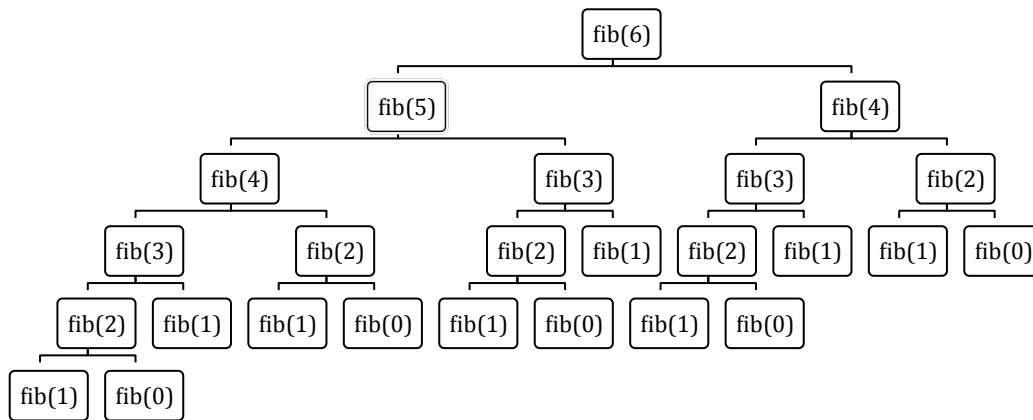 fib(6)
fib(5) fib(4)
fib(4) fib(3) fib(3) fib(2)
fib(3) fib(2) fib(2) fib(1) fib(2) fib(1) fib(1) fib(0)
fib(2) fib(1) fib(1) fib(0) fib(1) fib(0) fib(1) fib(0)
fib(1) fib(0)